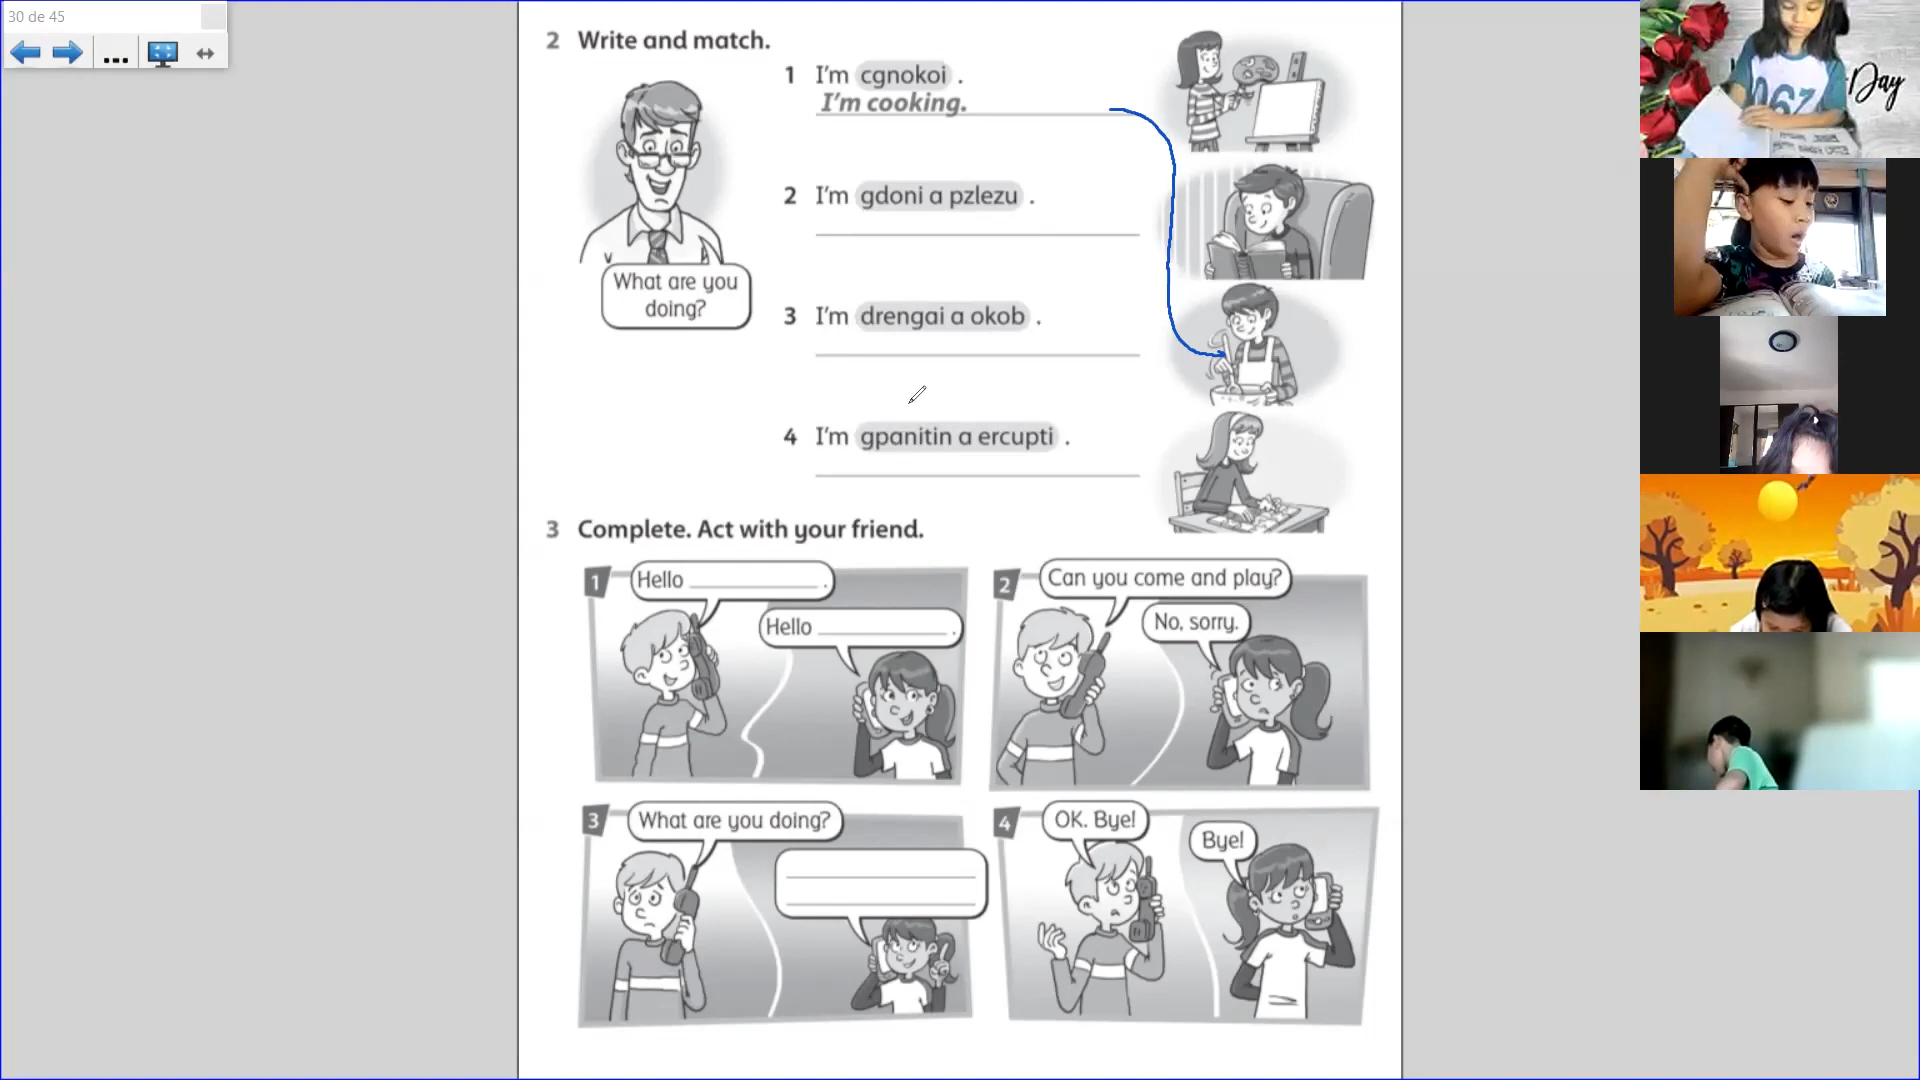 30 de 45
2 Write and match.
1 I'm cgnokoi .
I'm cooking.
2 I'm gdoni a pzlezu .
What are you
doing?
3 I'm drengai a okob .
4 I'm gpanitin a ercupti .
3 Complete. Act with your friend.
1 Hello ____________ .
Hello ____________ .
2 Can you come and play?
No, sorry.
3 What are you doing?
4 OK. Bye!
Bye!
Day